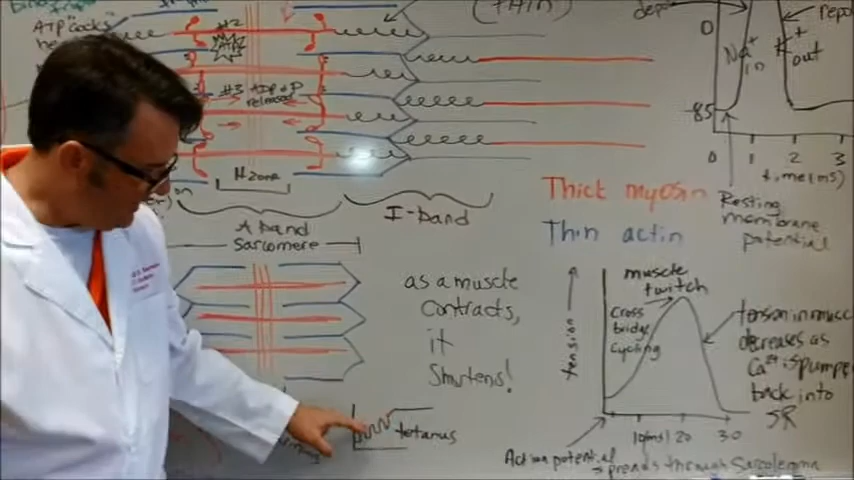 ATP "cocks"
#2
ATP
#3 ADP + P
released
H zone
A band
I-band
Sarcomere
(thin)
Thick myosin
Thin actin
0
-85
Na+
in
K+
out
0 1 2 3
time(ms)
Resting
membrane
potential
as a muscle
contracts,
it
Shortens!
tetanus
muscle
twitch
Cross
bridge
cycling
tension
tension in
decreases as
Ca2+ is pumped
back into
SR
10(ms) 20 30
Action potential
spreads through Sarcolemma